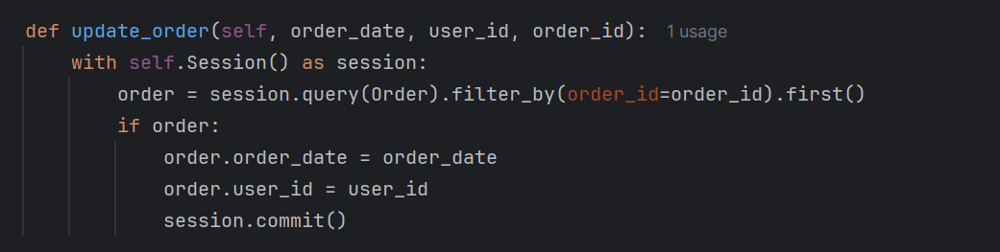 def update_order(self, order_date, user_id, order_id): 1 usage
    with self.Session() as session:
        order = session.query(Order).filter_by(order_id=order_id).first()
        if order:
            order.order_date = order_date
            order.user_id = user_id
            session.commit()